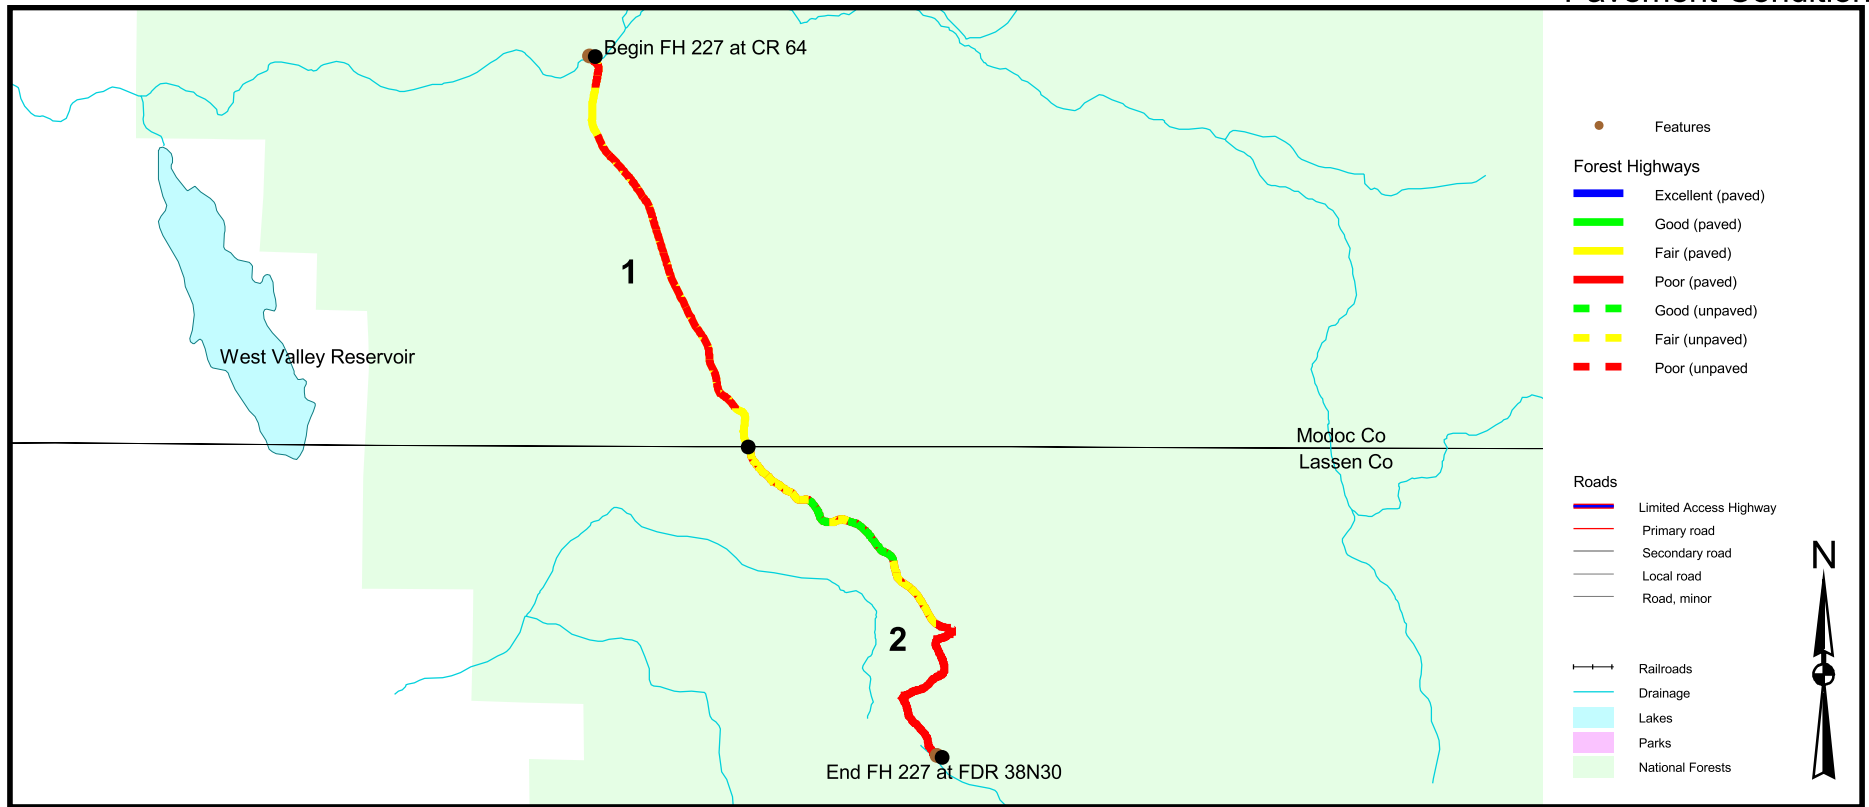 Pavement Condition
Begin FH 227 at CR 64
1
West Valley Reservoir
Modoc Co
Lassen Co
2
End FH 227 at FDR 38N30
Features
Forest Highways
Excellent (paved)
Good (paved)
Fair (paved)
Poor (paved)
Good (unpaved)
Fair (unpaved)
Poor (unpaved
Roads
Limited Access Highway
Primary road
Secondary road
Local road
Road, minor
Railroads
Drainage
Lakes
Parks
National Forests
N